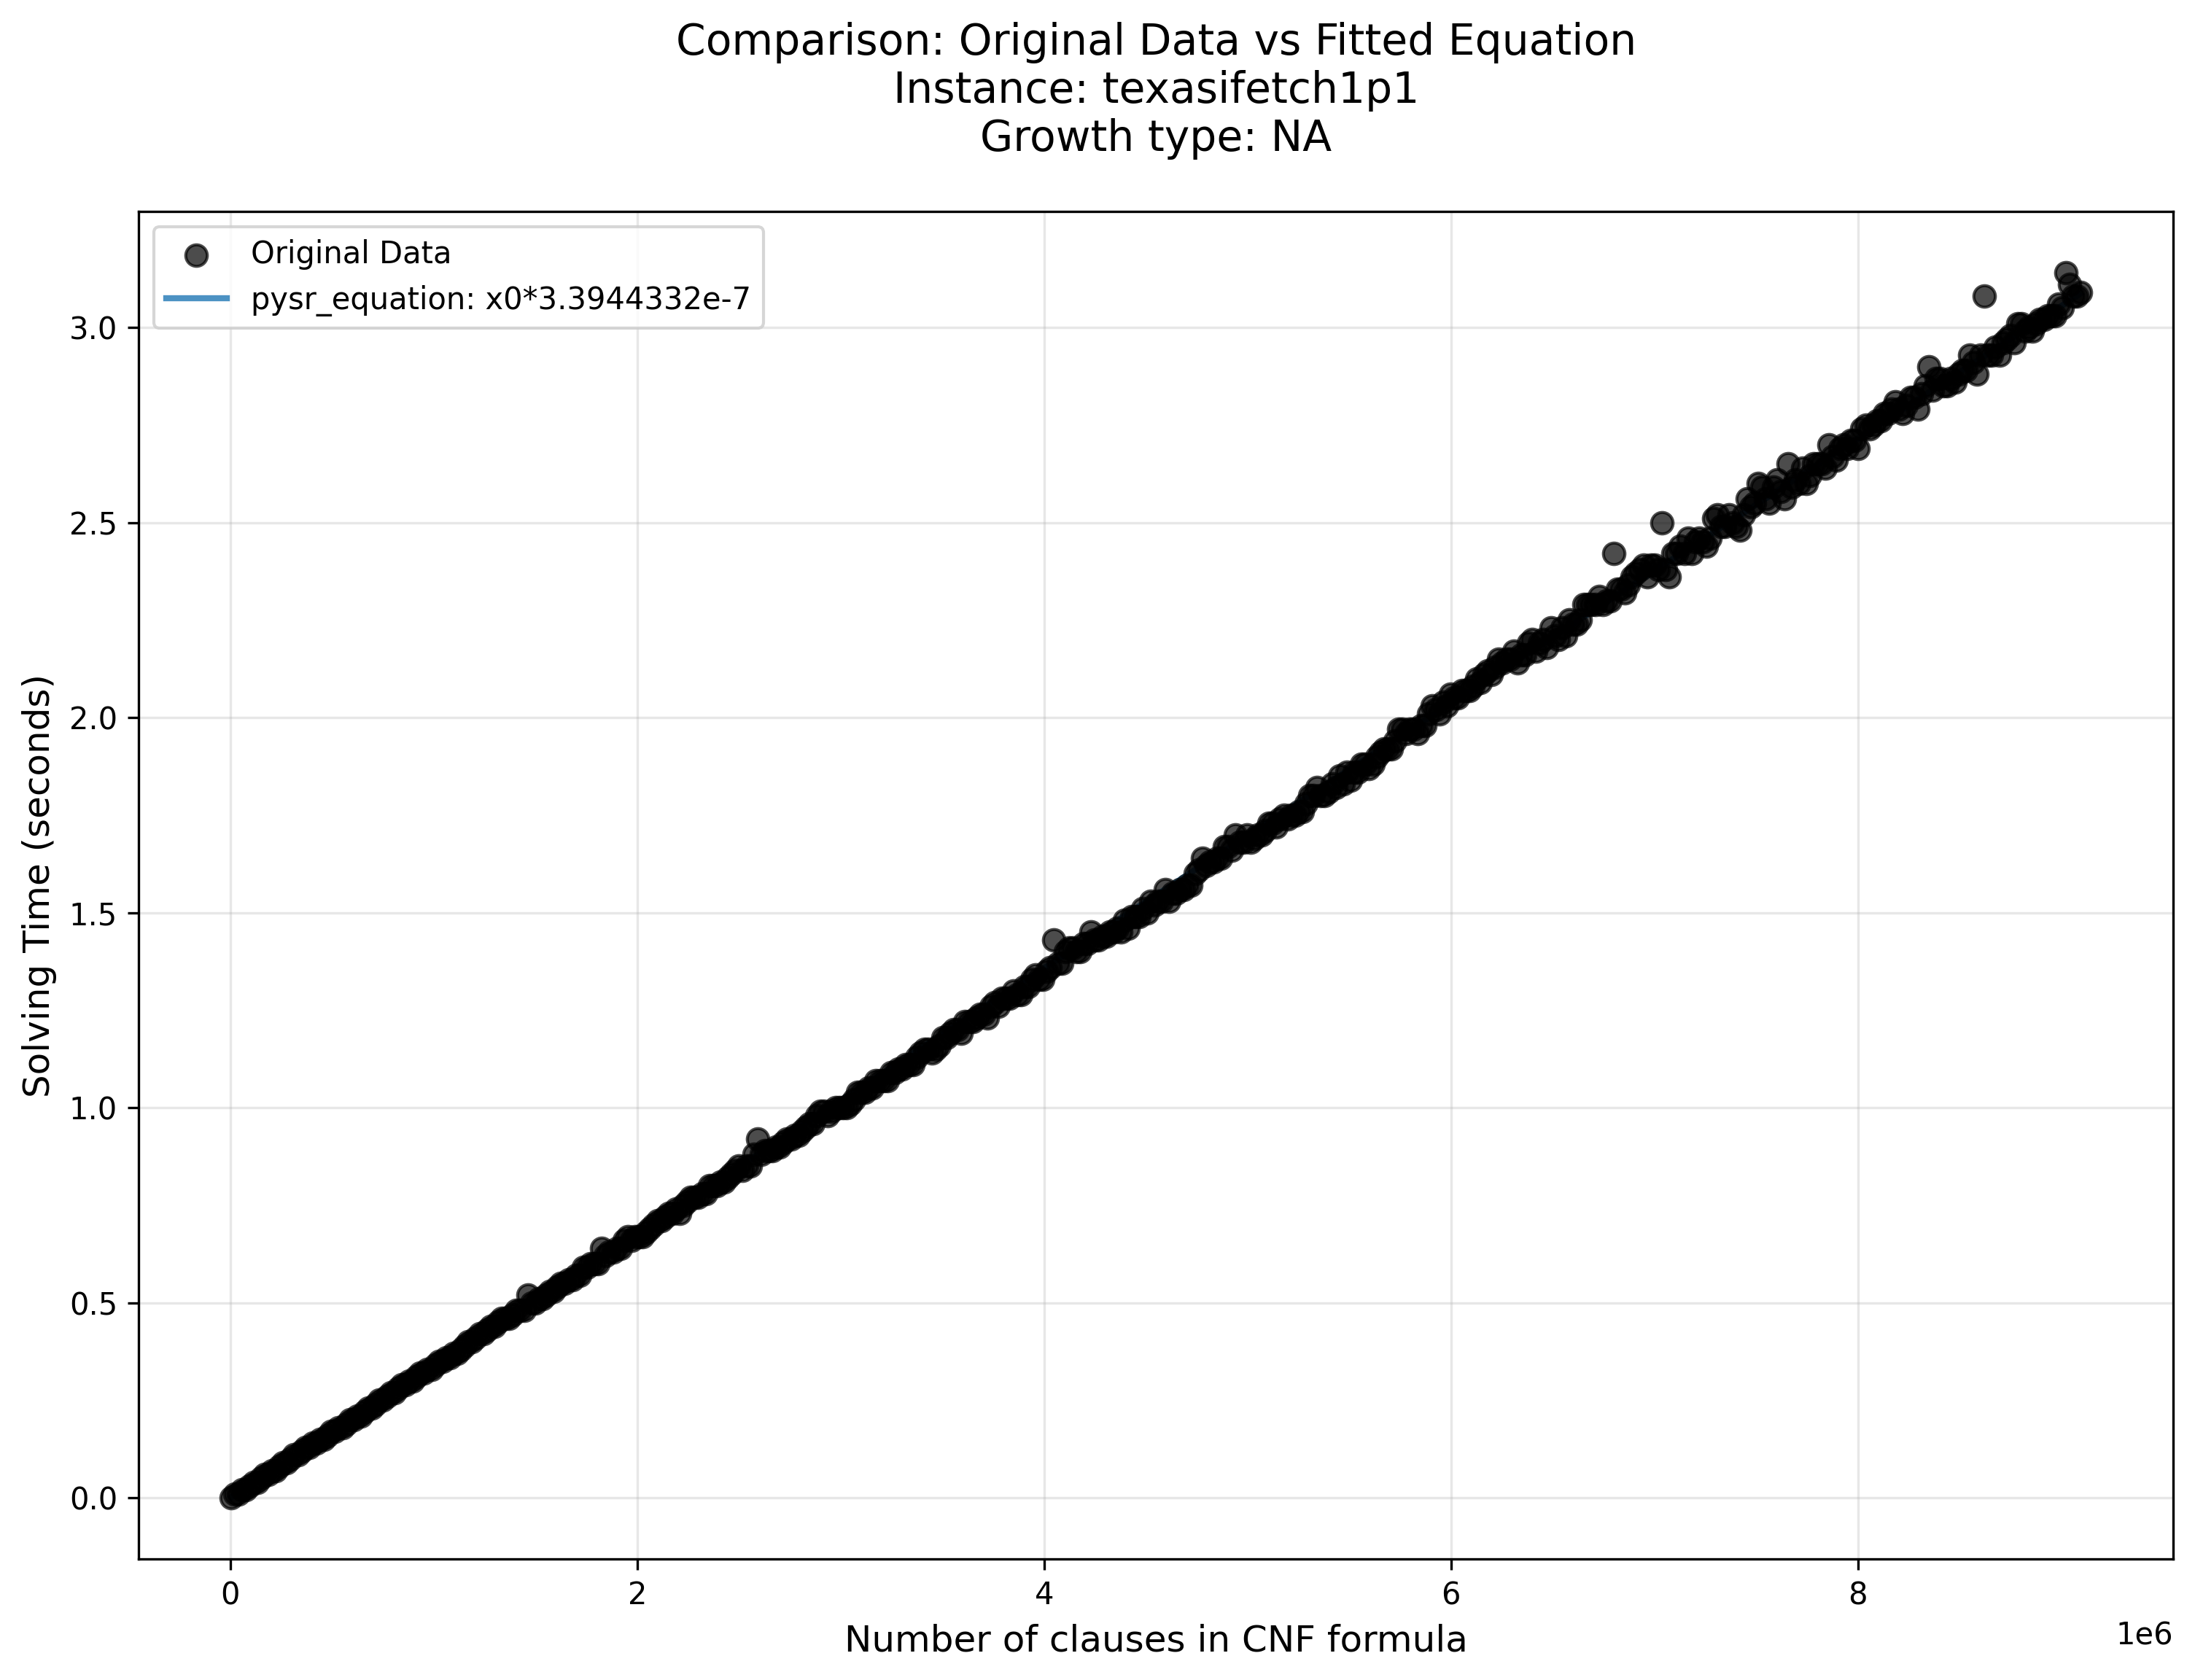 Comparison: Original Data vs Fitted Equation
Instance: texasifetch1p1
Growth type: NA
Original Data
pysr_equation: x0*3.3944332e-7
Solving Time (seconds)
3.0
2.5
2.0
1.5
1.0
0.5
0.0
0
2
4
6
8
1e6
Number of clauses in CNF formula